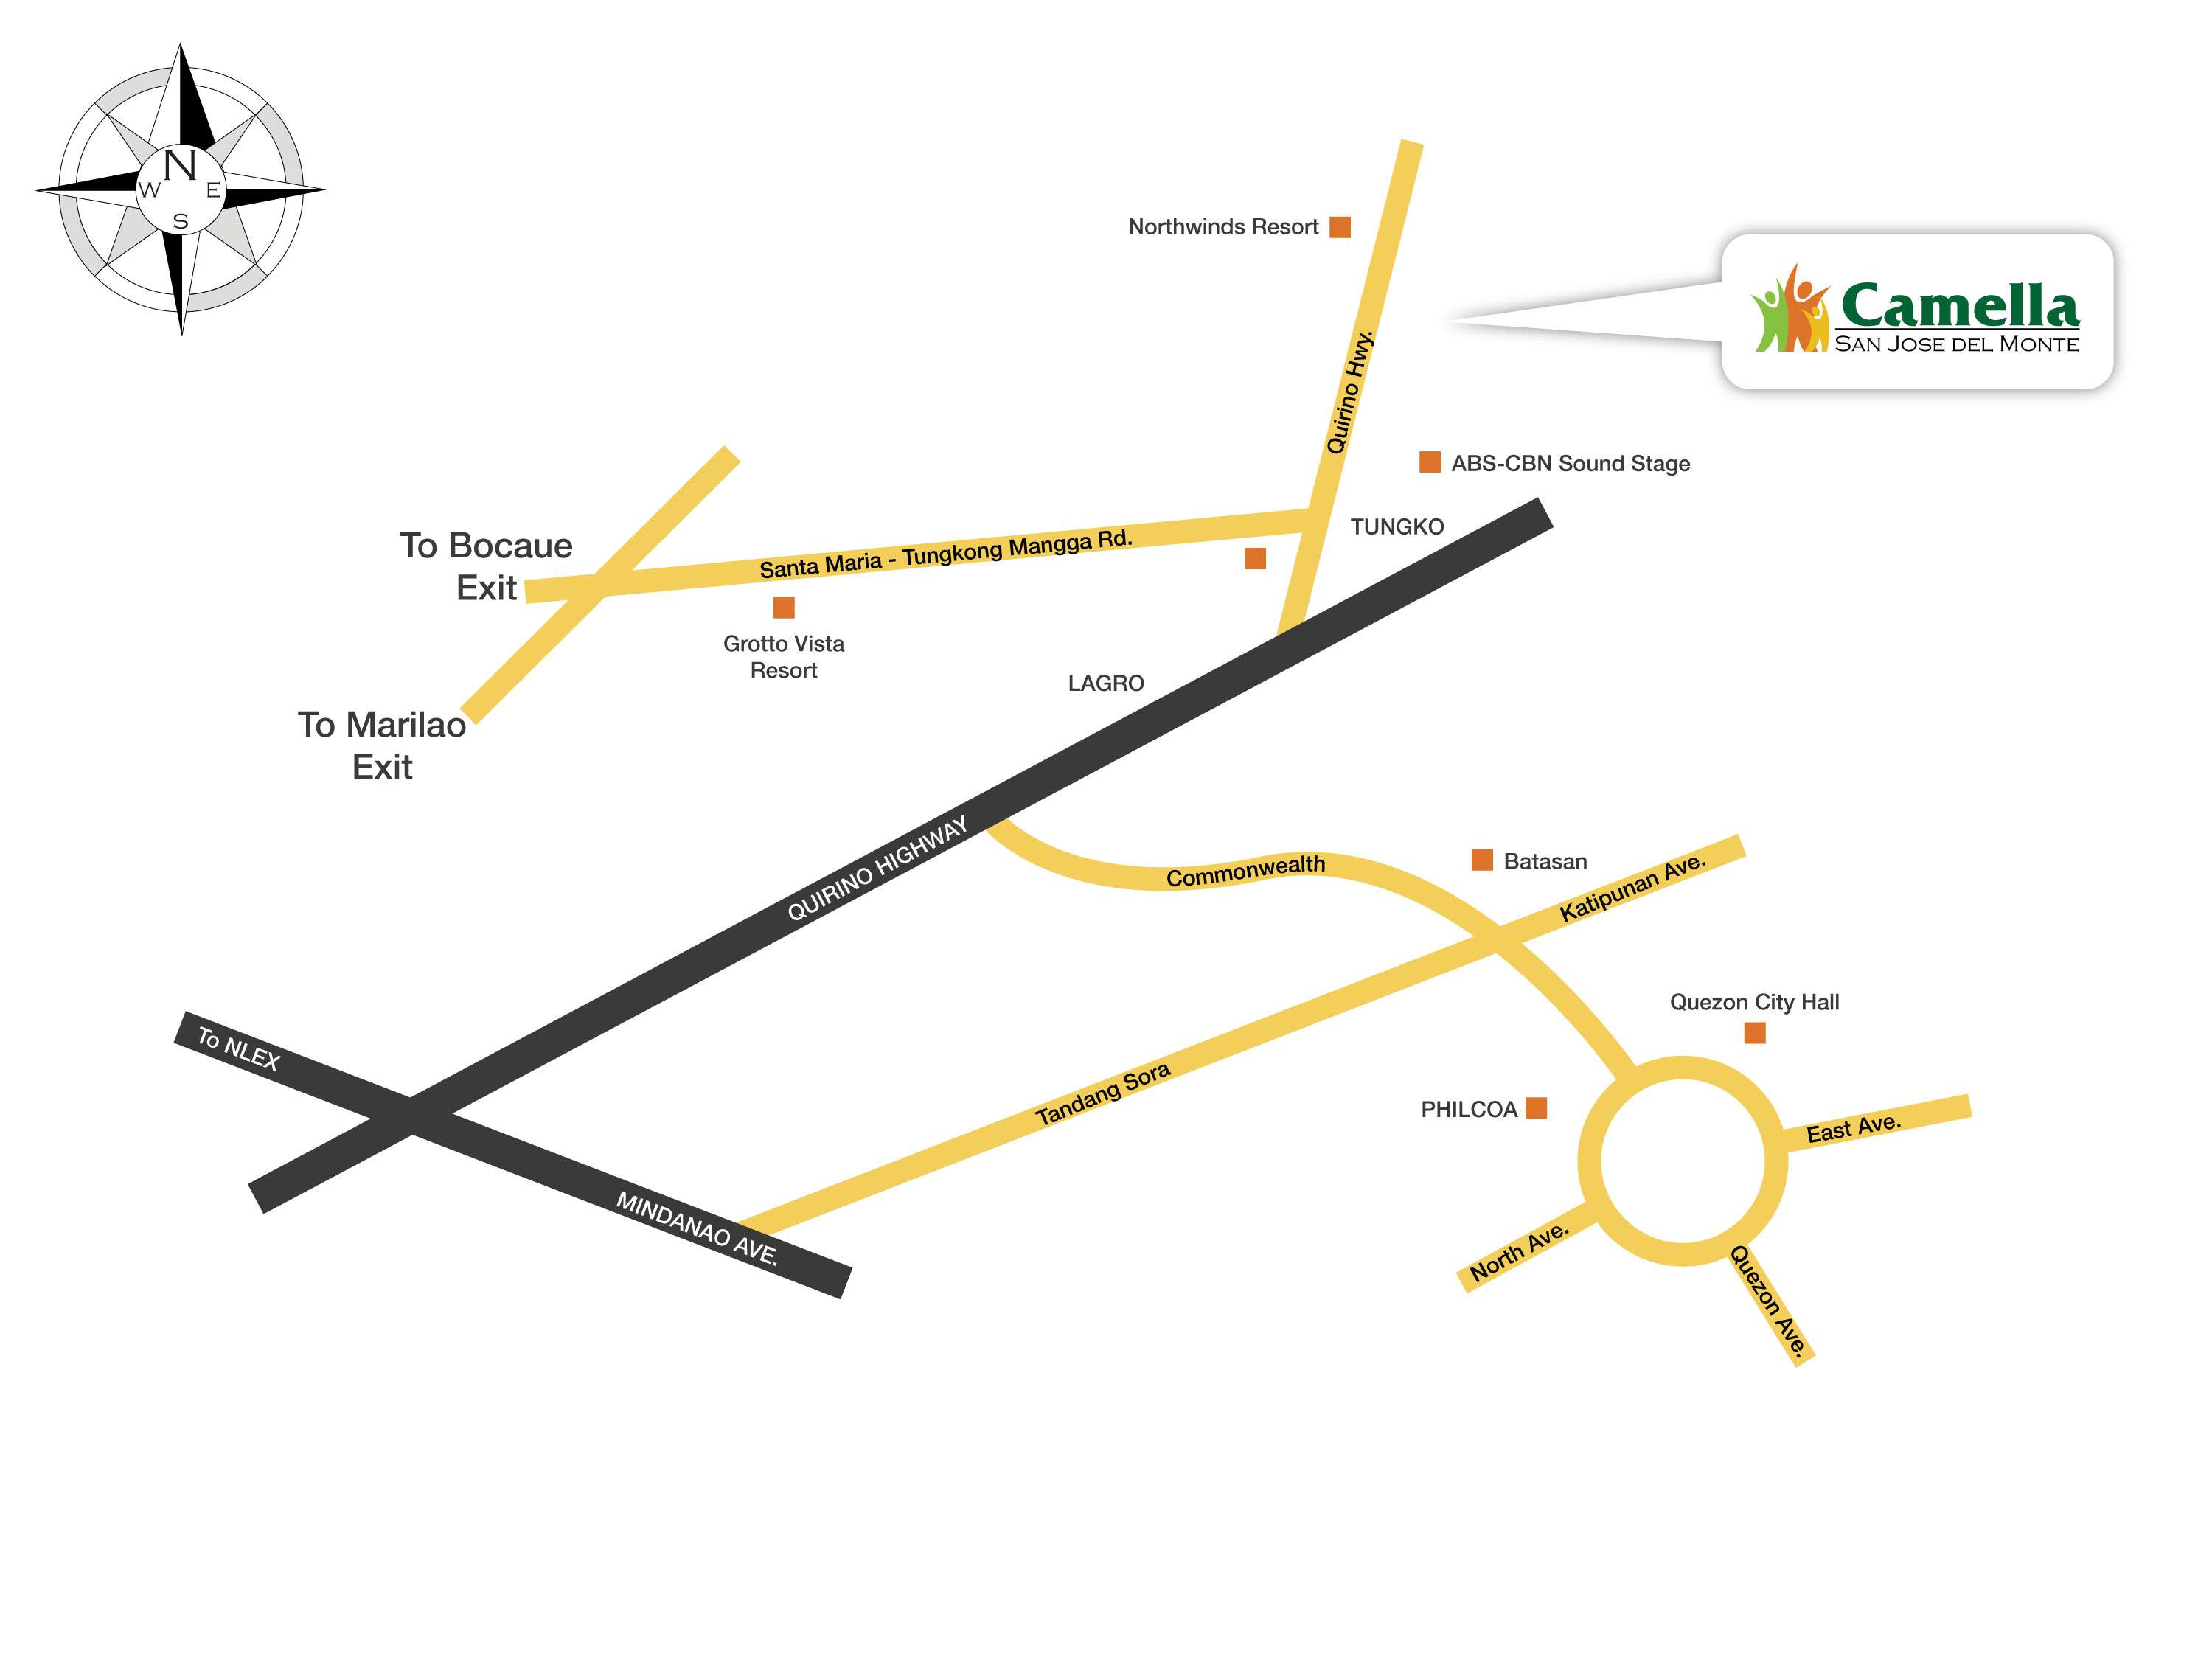 N
W E
S
Northwinds Resort
Camella
SAN JOSE DEL MONTE
Quirino Hwy.
ABS-CBN Sound Stage
TUNGKO
To Bocaue
Exit
Santa Maria - Tungkong Mangga Rd.
Grotto Vista
Resort
LAGRO
To Marilao
Exit
QUIRINO HIGHWAY
Commonwealth
Batasan
Katipunan Ave.
Quezon City Hall
To NLEX
Tandang Sora
PHILCOA
East Ave.
MINDANAO AVE.
North Ave.
Quezon Ave.